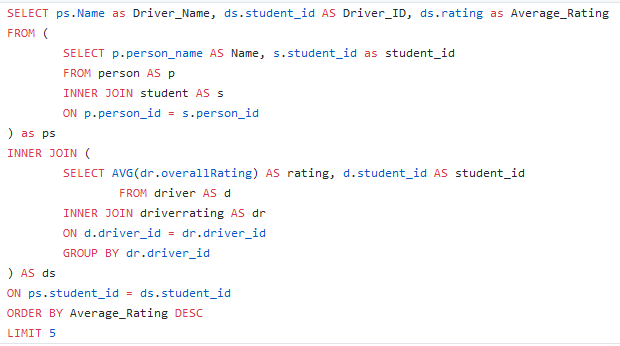 SELECT ps.Name as Driver_Name, ds.student_id AS Driver_ID, ds.rating as Average_Rating
FROM (
SELECT p.person_name AS Name, s.student_id as student_id
FROM person AS p
INNER JOIN student AS s
ON p.person_id = s.person_id
) as ps
INNER JOIN (
SELECT AVG(dr.overallRating) AS rating, d.student_id AS student_id
FROM driver AS d
INNER JOIN driverrating AS dr
ON d.driver_id = dr.driver_id
GROUP BY dr.driver_id
) AS ds
ON ps.student_id = ds.student_id
ORDER BY Average_Rating DESC
LIMIT 5